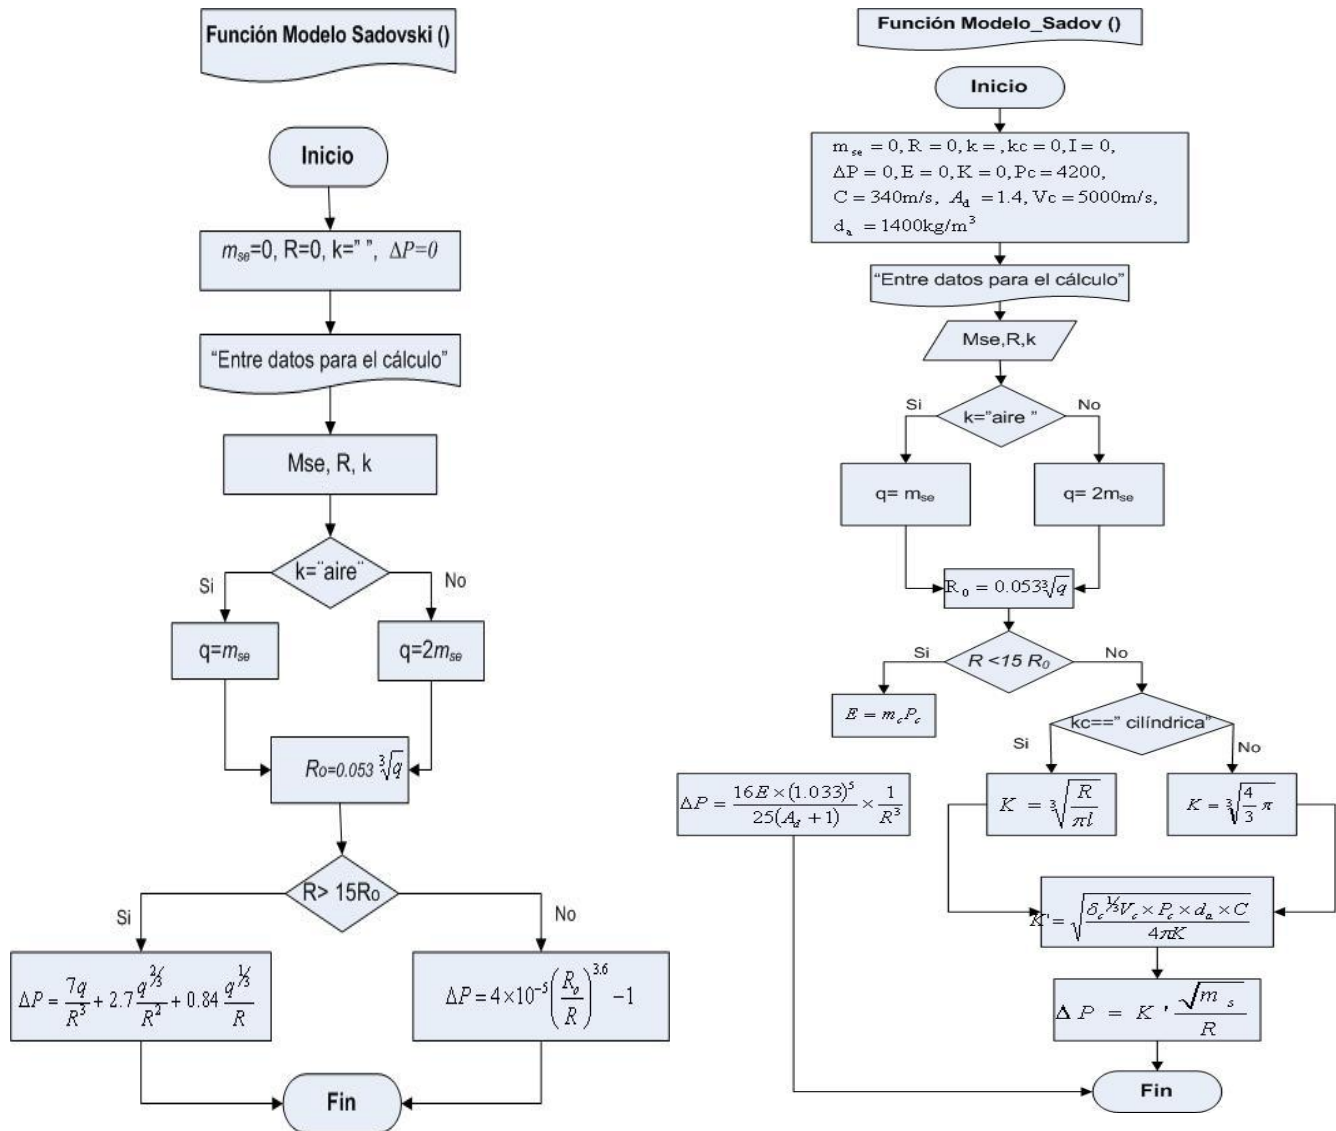 Función Modelo Sadovski ()
Inicio
mse=0, R=0, k=" ", ΔP=0
"Entre datos para el cálculo"
Mse, R, k
k=¨aire¨
Si
No
q=mse
q=2mse
Ro=0.053 ∛q
R> 15Ro
Si
No
ΔP = 7q/R³ + 2.7 q^(2/3)/R² + 0.84 q^(1/3)/R
ΔP = 4×10⁻⁵ (Ro/R)^3.6 − 1
Fin
Función Modelo_Sadov ()
Inicio
mse = 0, R = 0, k = , kc = 0, I = 0,
ΔP = 0, E = 0, K = 0, Pc = 4200,
C = 340m/s, Ad = 1.4, Vc = 5000m/s,
da = 1400kg/m³
"Entre datos para el cálculo"
Mse,R,k
k="aire "
Si
No
q= mse
q= 2mse
R0 = 0.053∛q
R <15 Ro
Si
No
E = mcPc
kc==" cilíndrica"
Si
No
ΔP = 16E × (1.033)⁵ / 25(Ad + 1) × 1/R³
K = ∛(R/πl)
K = ∛(4/3 π)
K' = √(δc^(1/3) Vc × Pc × da × C / 4πK)
Δ P = K ' √ms / R
Fin